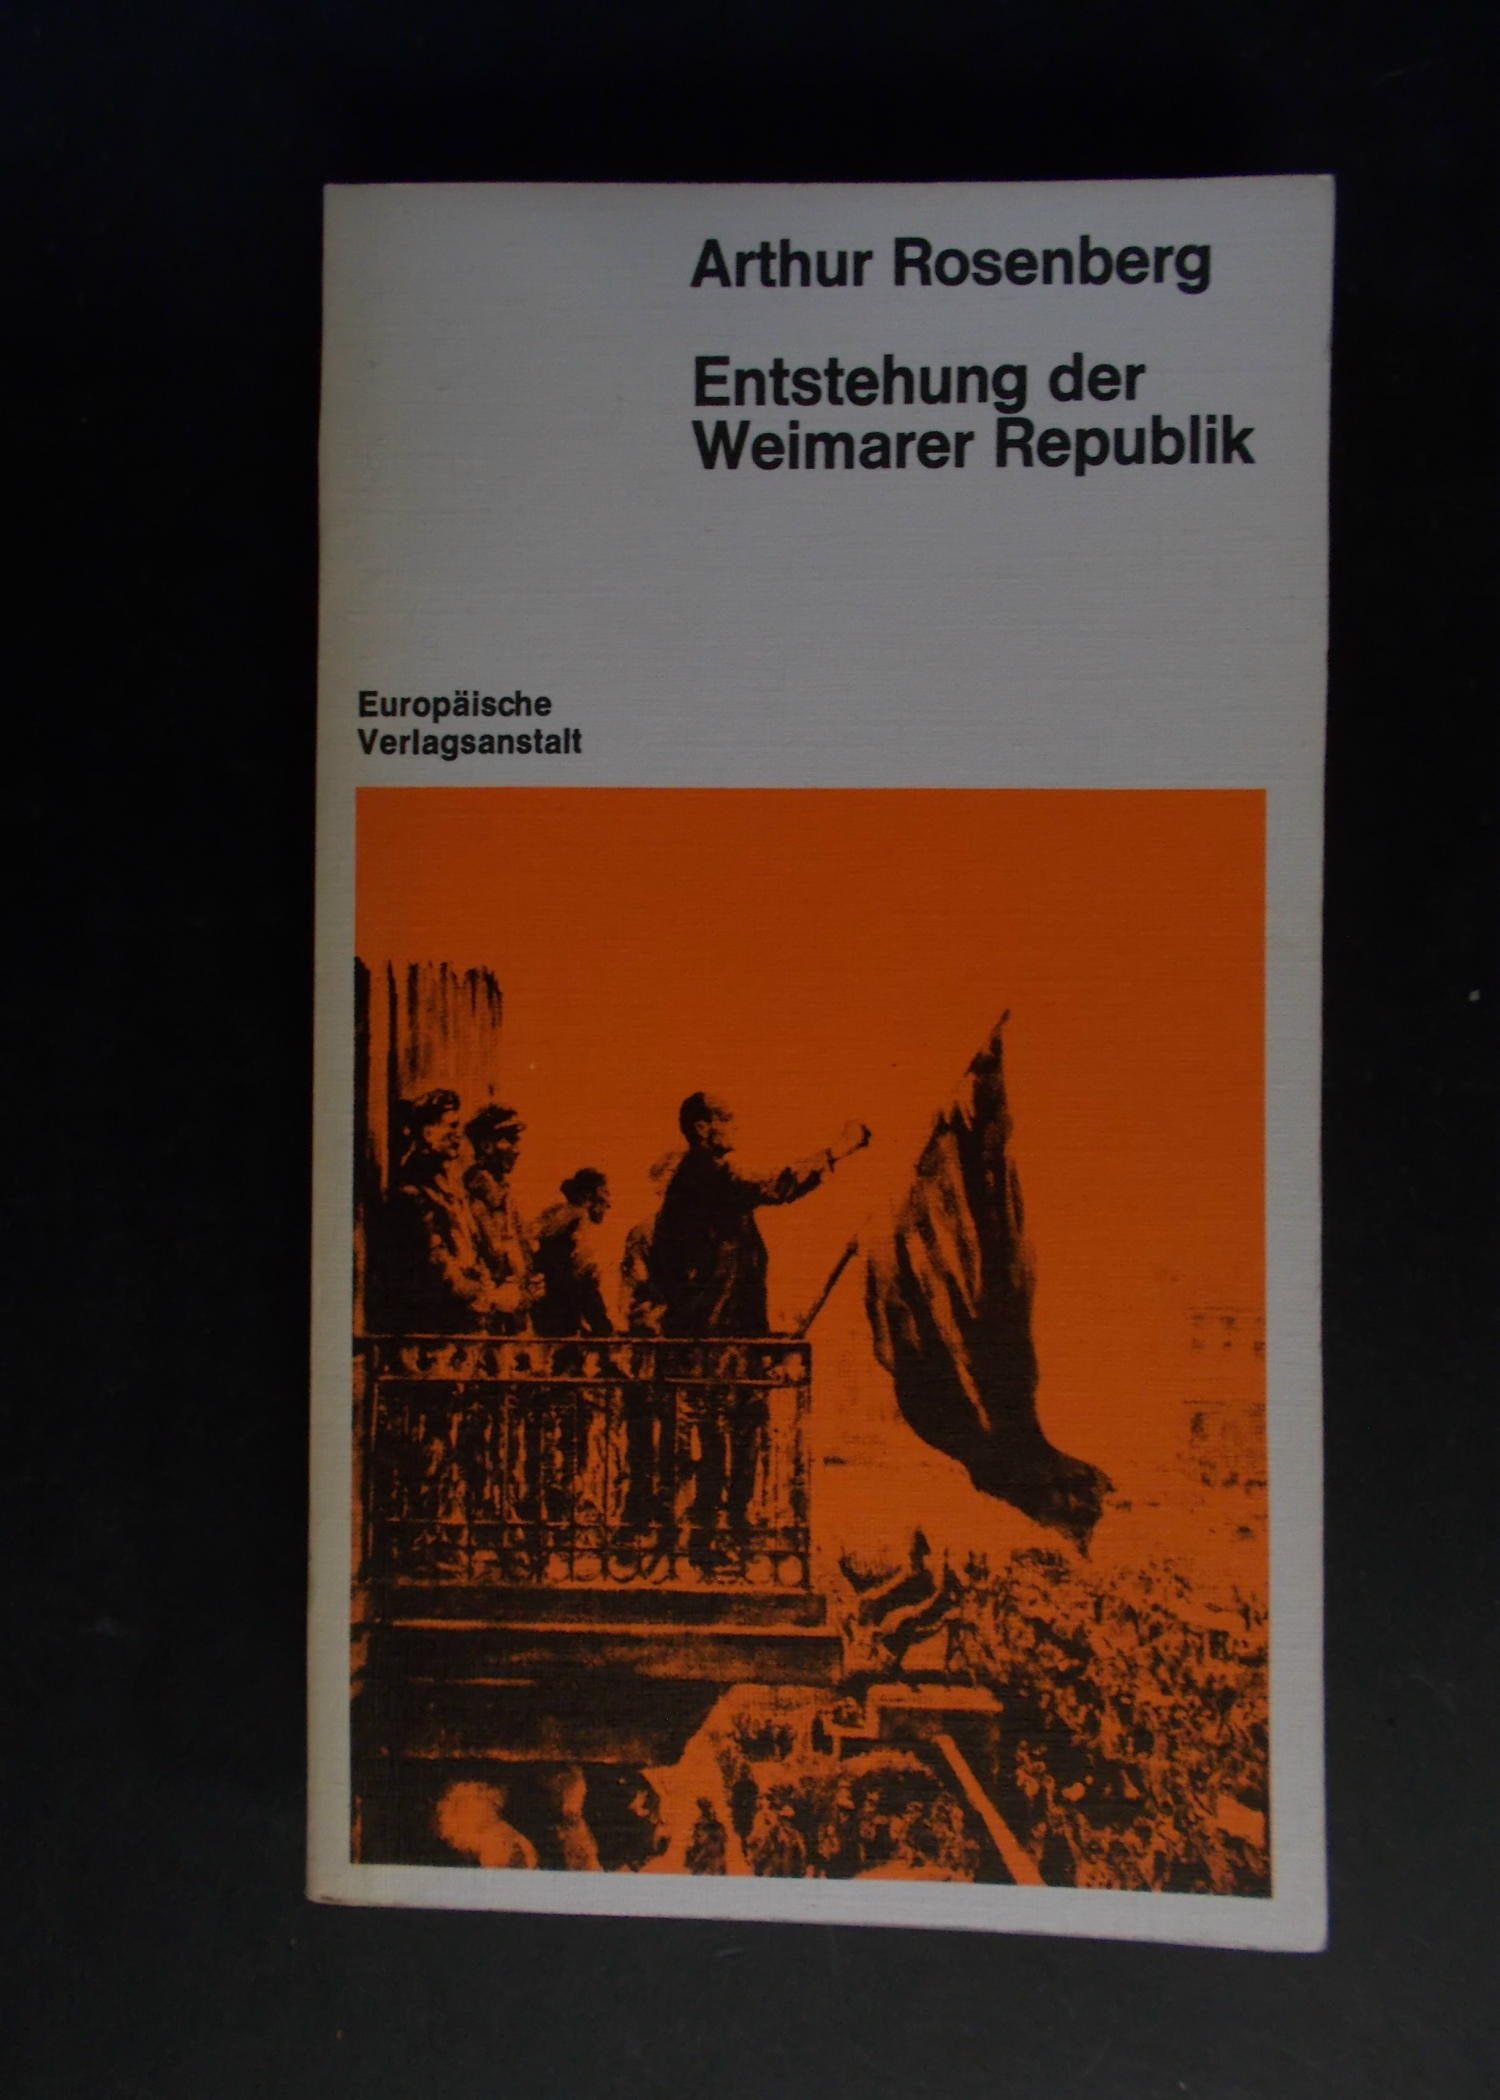 Arthur Rosenberg
Entstehung der
Weimarer Republik
Europäische
Verlagsanstalt